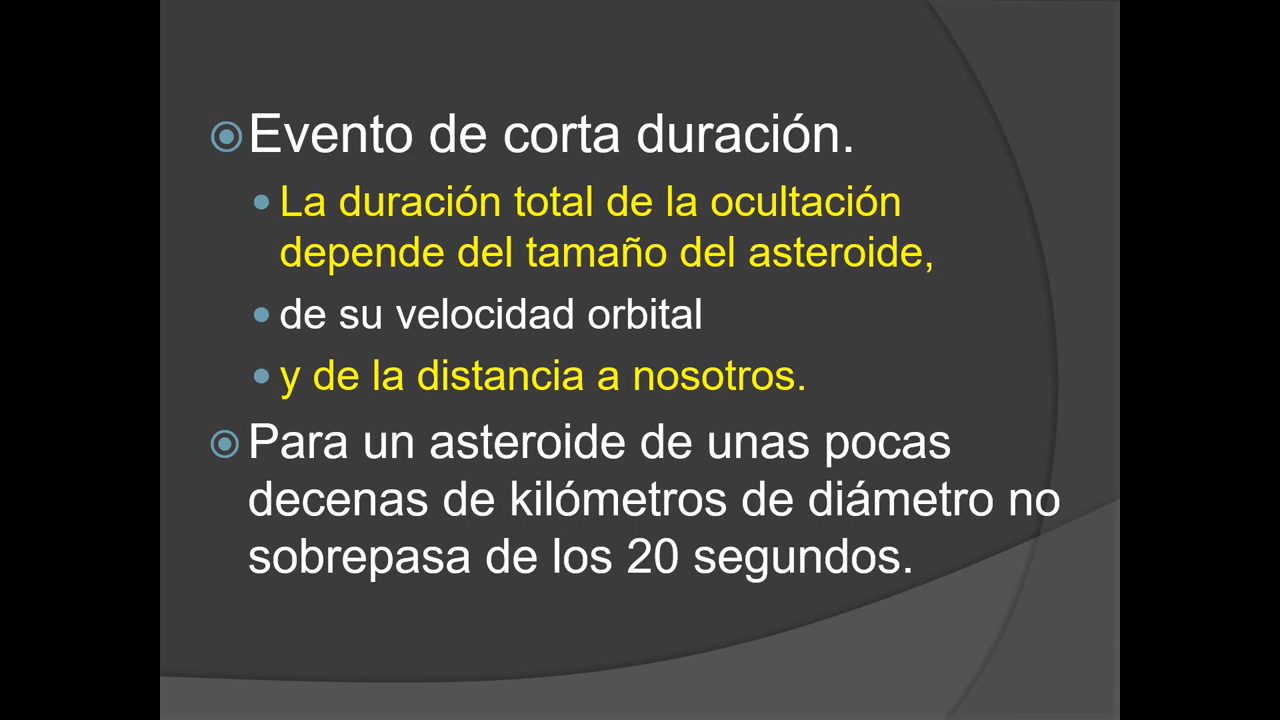 Evento de corta duración.
La duración total de la ocultación
depende del tamaño del asteroide,
de su velocidad orbital
y de la distancia a nosotros.
Para un asteroide de unas pocas
decenas de kilómetros de diámetro no
sobrepasa de los 20 segundos.